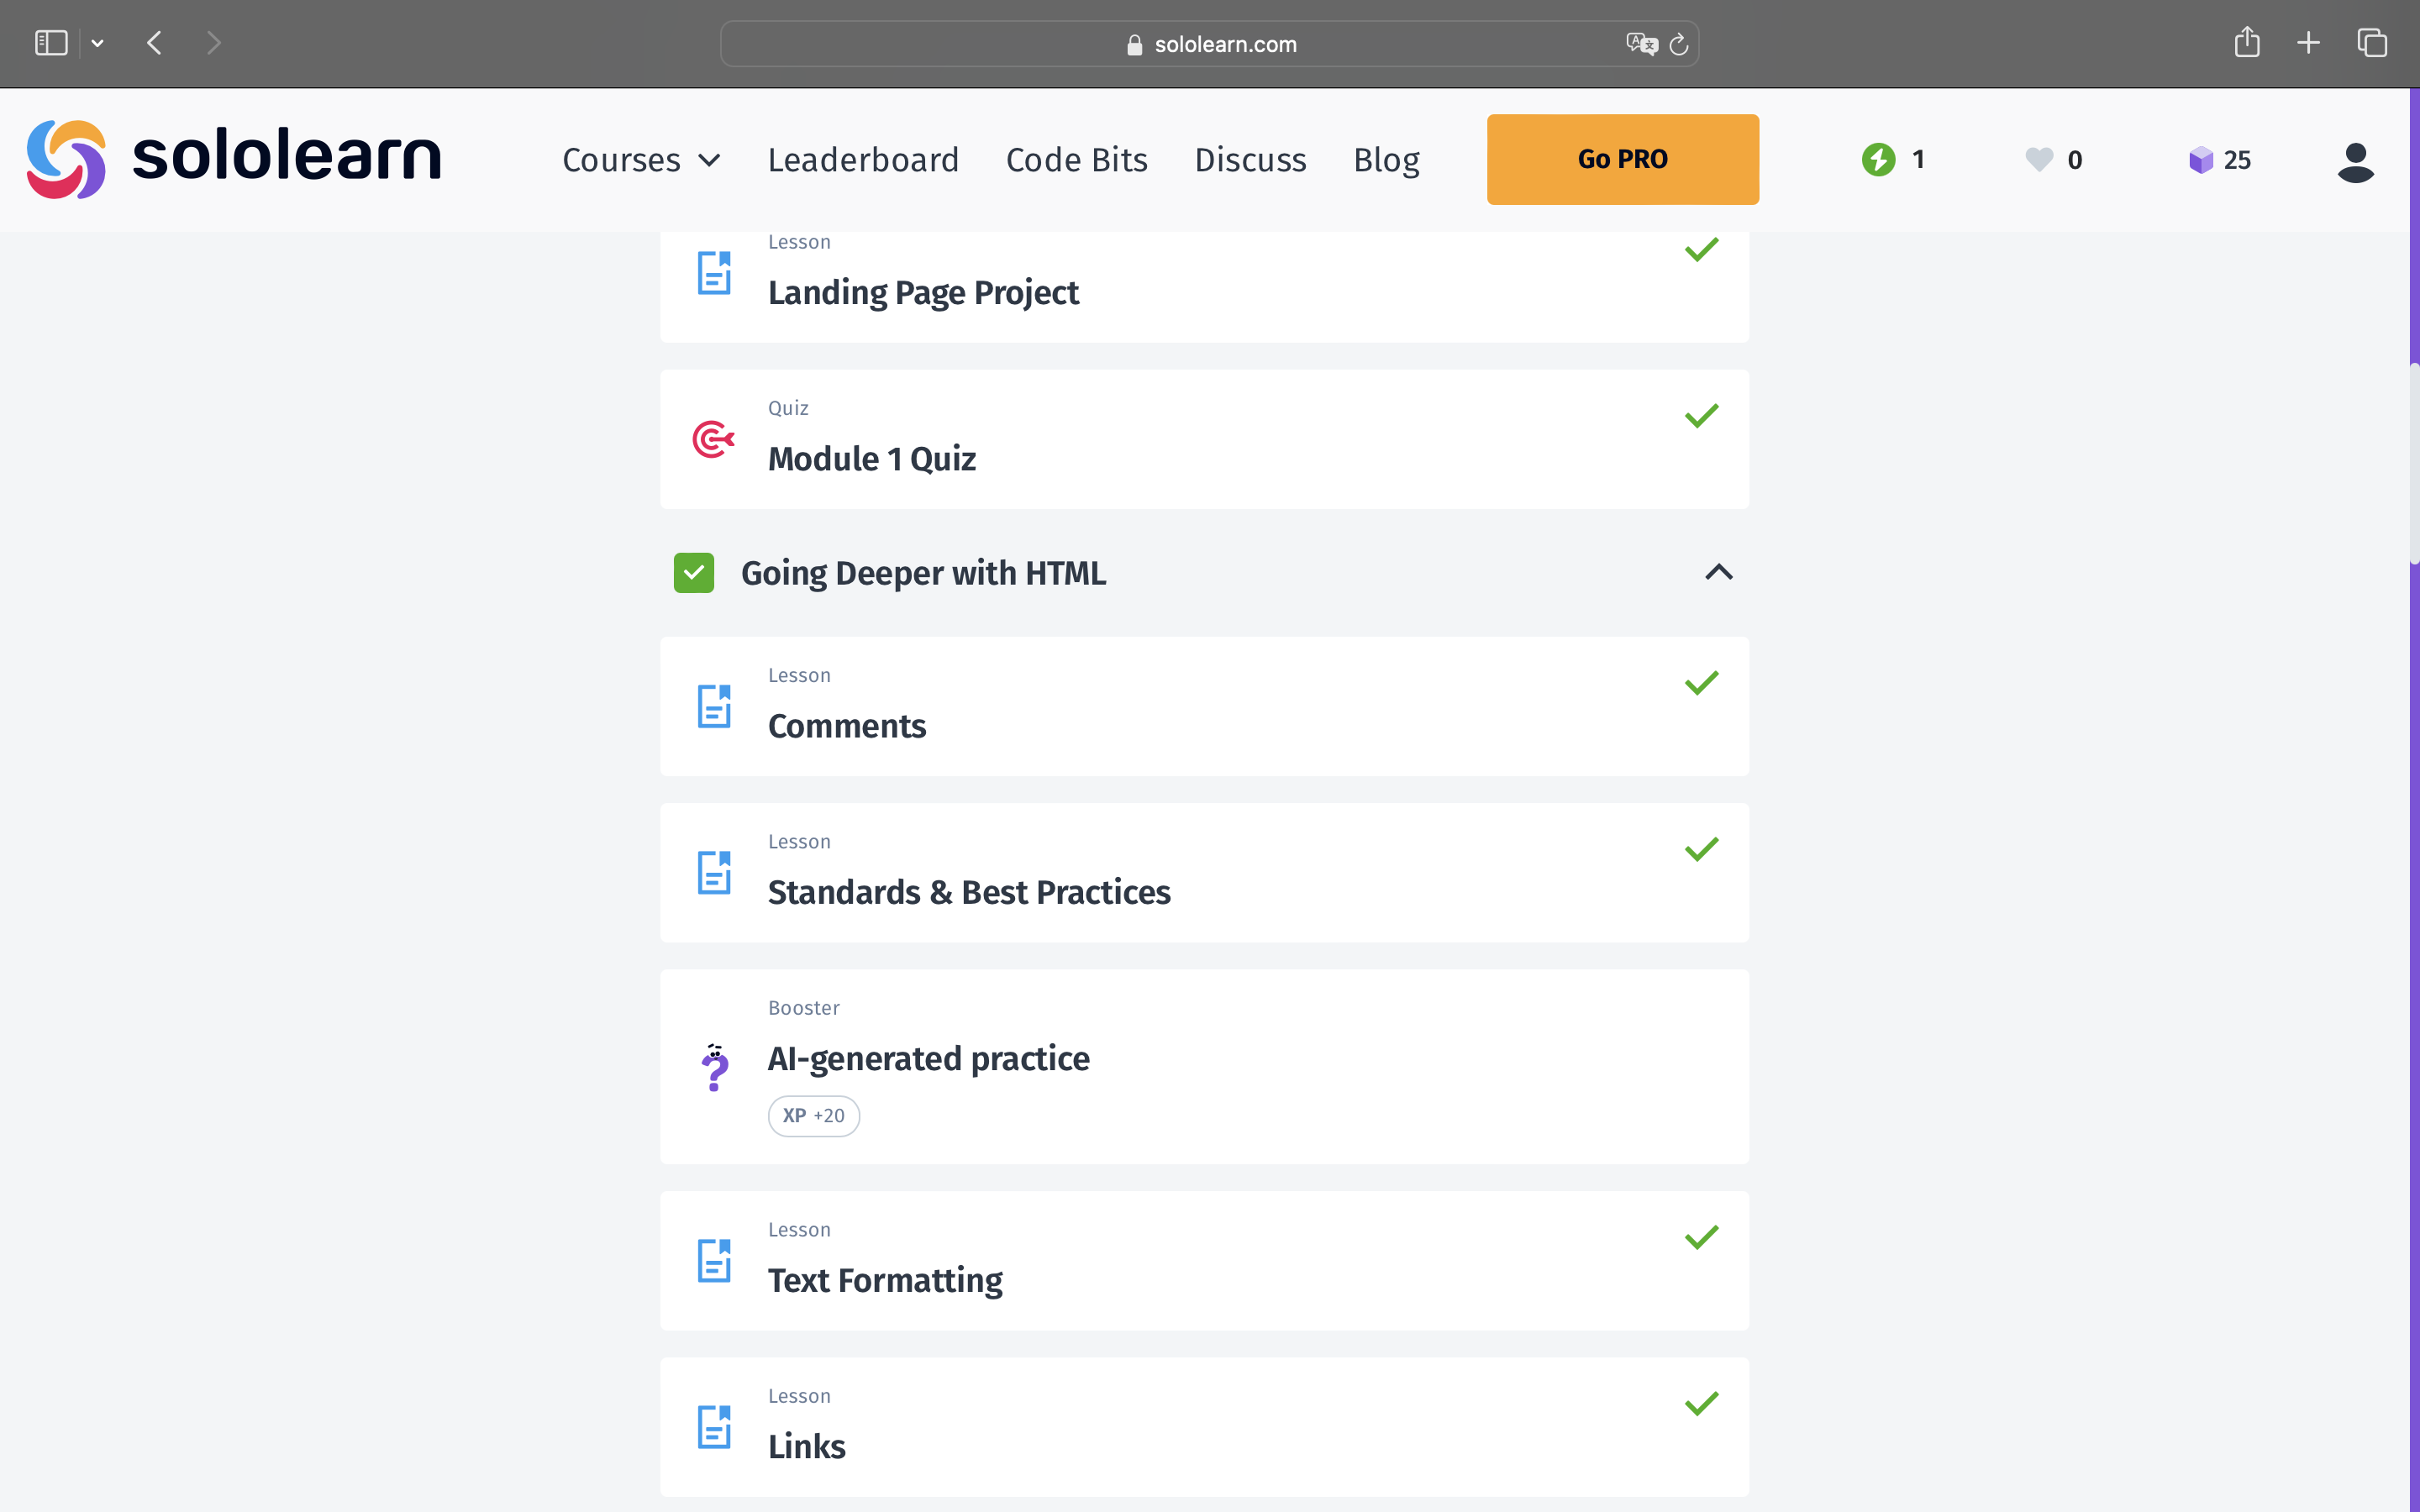 sololearn.com
sololearn
Courses Leaderboard Code Bits Discuss Blog Go PRO 1 0 25
Lesson
Landing Page Project
Quiz
Module 1 Quiz
Going Deeper with HTML
Lesson
Comments
Lesson
Standards & Best Practices
Booster
AI-generated practice
XP +20
Lesson
Text Formatting
Lesson
Links